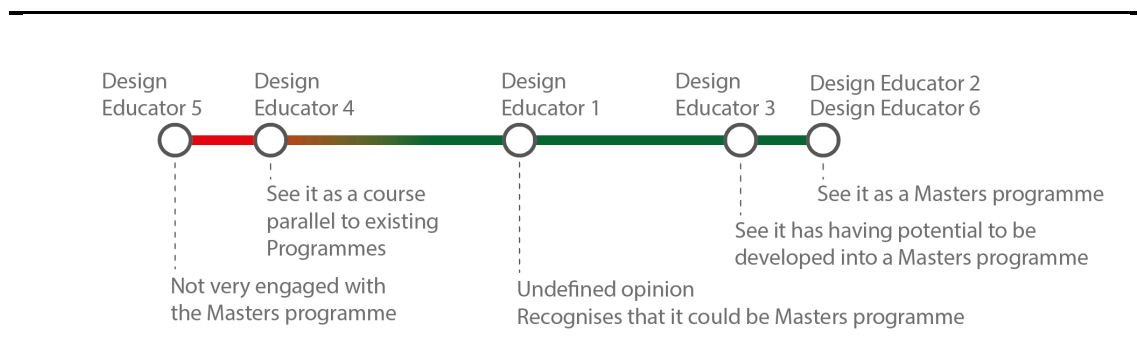 Design
Educator 5
Design
Educator 4
Design
Educator 1
Design
Educator 3
Design Educator 2
Design Educator 6
See it as a course
parallel to existing
Programmes
See it as a Masters programme
See it has having potential to be
developed into a Masters programme
Not very engaged with
the Masters programme
Undefined opinion
Recognises that it could be Masters programme